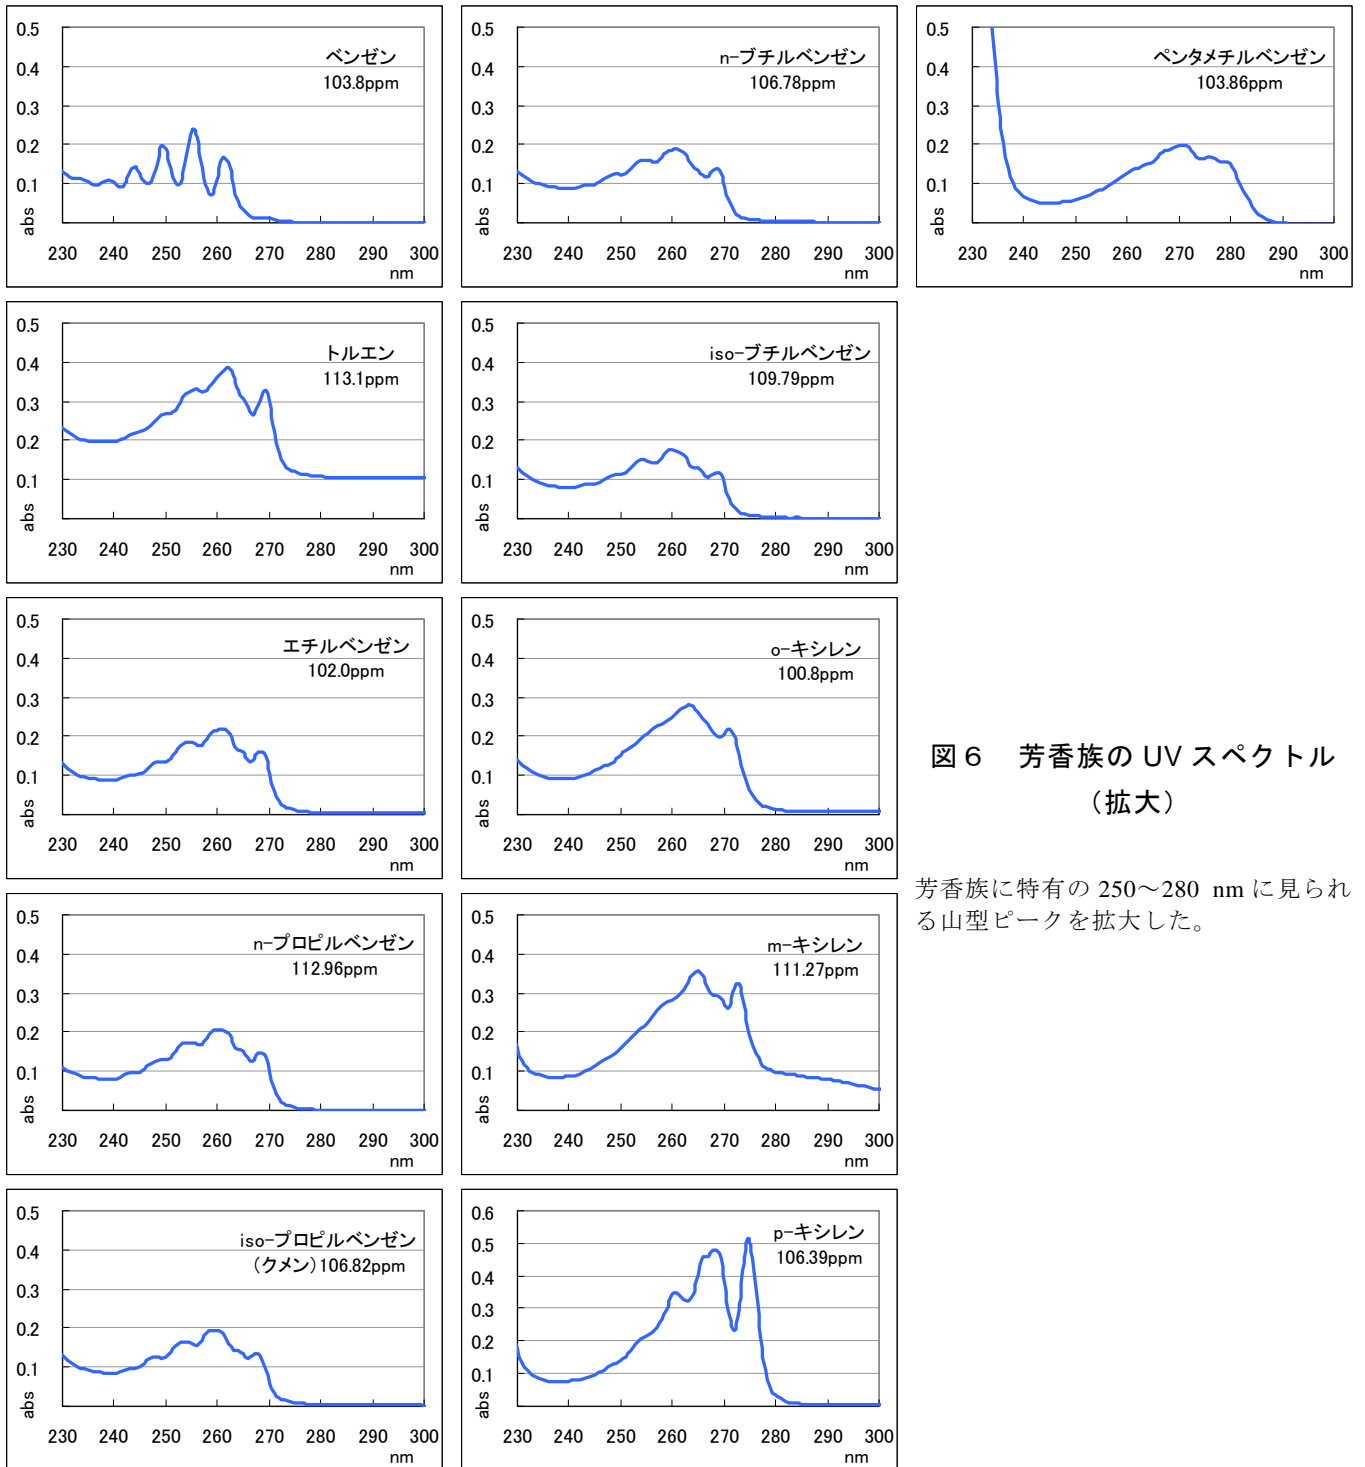 0.5
0.4
0.3
0.2
0.1
abs
ベンゼン
103.8ppm
230 240 250 260 270 280 290 300
nm
0.5
0.4
0.3
0.2
0.1
abs
n-ブチルベンゼン
106.78ppm
230 240 250 260 270 280 290 300
nm
0.5
0.4
0.3
0.2
0.1
abs
ペンタメチルベンゼン
103.86ppm
230 240 250 260 270 280 290 300
nm
0.5
0.4
0.3
0.2
0.1
abs
トルエン
113.1ppm
230 240 250 260 270 280 290 300
nm
0.5
0.4
0.3
0.2
0.1
abs
iso-ブチルベンゼン
109.79ppm
230 240 250 260 270 280 290 300
nm
0.5
0.4
0.3
0.2
0.1
abs
エチルベンゼン
102.0ppm
230 240 250 260 270 280 290 300
nm
0.5
0.4
0.3
0.2
0.1
abs
o-キシレン
100.8ppm
230 240 250 260 270 280 290 300
nm
図6 芳香族の UV スペクトル
（拡大）
芳香族に特有の 250～280 nm に見られ
る山型ピークを拡大した。
0.5
0.4
0.3
0.2
0.1
abs
n-プロピルベンゼン
112.96ppm
230 240 250 260 270 280 290 300
nm
0.5
0.4
0.3
0.2
0.1
abs
m-キシレン
111.27ppm
230 240 250 260 270 280 290 300
nm
0.5
0.4
0.3
0.2
0.1
abs
iso-プロピルベンゼン
（クメン）106.82ppm
230 240 250 260 270 280 290 300
nm
0.6
0.5
0.4
0.3
0.2
0.1
abs
p-キシレン
106.39ppm
230 240 250 260 270 280 290 300
nm